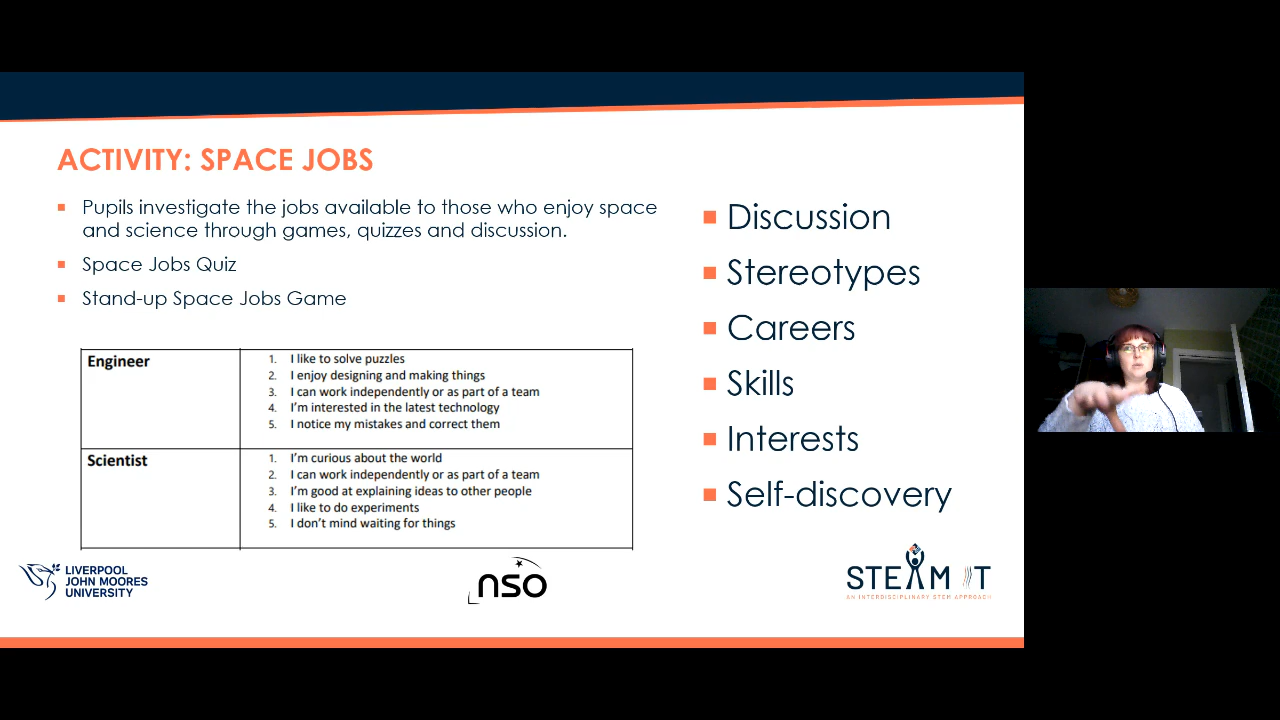 ACTIVITY: SPACE JOBS
Pupils investigate the jobs available to those who enjoy space
and science through games, quizzes and discussion.
Space Jobs Quiz
Stand-up Space Jobs Game
Engineer
1. I like to solve puzzles
2. I enjoy designing and making things
3. I can work independently or as part of a team
4. I'm interested in the latest technology
5. I notice my mistakes and correct them
Scientist
1. I'm curious about the world
2. I can work independently or as part of a team
3. I'm good at explaining ideas to other people
4. I like to do experiments
5. I don't mind waiting for things
Discussion
Stereotypes
Careers
Skills
Interests
Self-discovery
LIVERPOOL
JOHN MOORES
UNIVERSITY
nso
STEAM IT
AN INTERDISCIPLINARY STEM APPROACH